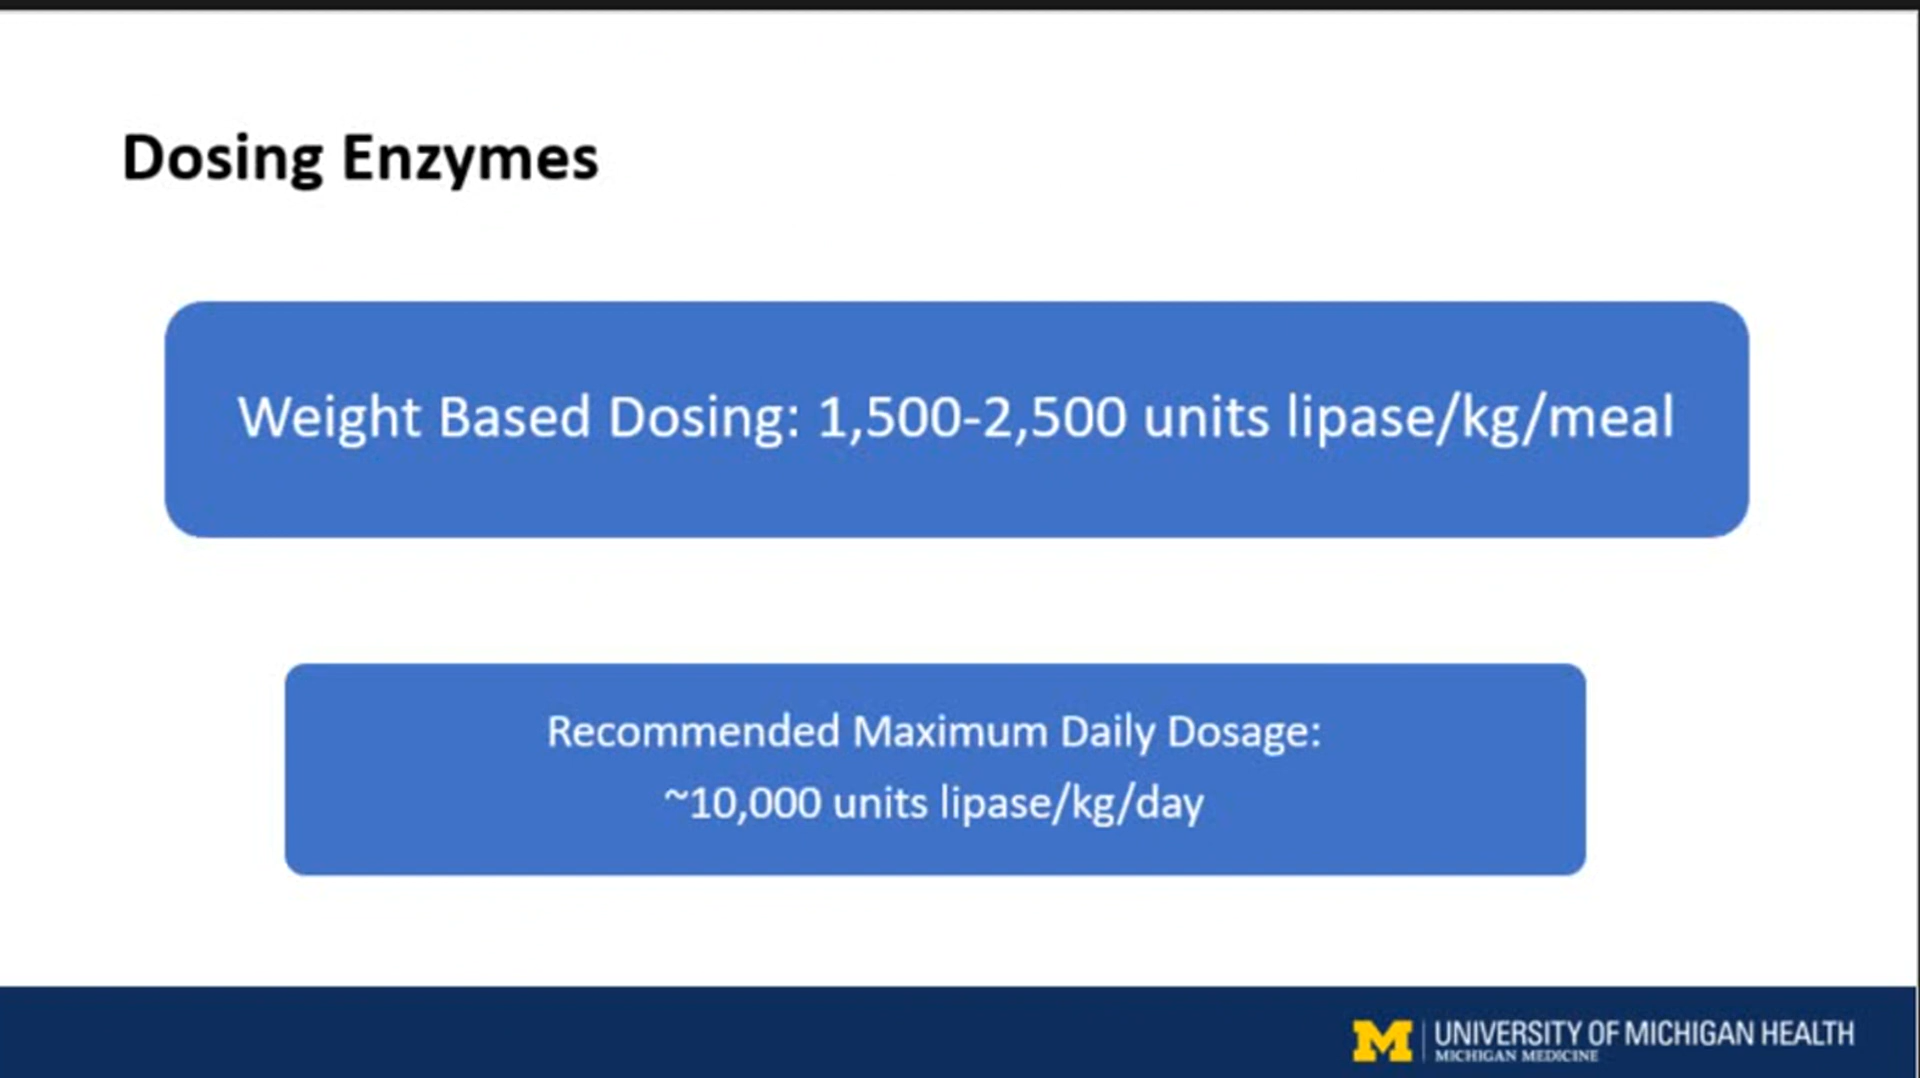 Dosing Enzymes
Weight Based Dosing: 1,500-2,500 units lipase/kg/meal
Recommended Maximum Daily Dosage:
~10,000 units lipase/kg/day
M UNIVERSITY OF MICHIGAN HEALTH
MICHIGAN MEDICINE